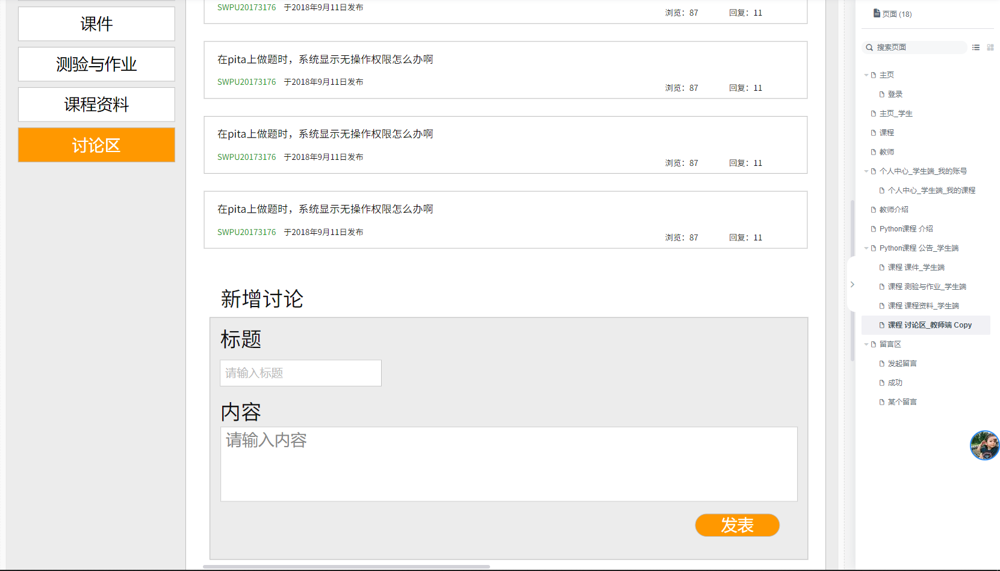 课件
测验与作业
课程资料
讨论区
SWPU20173176 于2018年9月11日发布
浏览：87 回复：11
在pita上做题时，系统显示无操作权限怎么办啊
SWPU20173176 于2018年9月11日发布
浏览：87 回复：11
在pita上做题时，系统显示无操作权限怎么办啊
SWPU20173176 于2018年9月11日发布
浏览：87 回复：11
在pita上做题时，系统显示无操作权限怎么办啊
SWPU20173176 于2018年9月11日发布
浏览：87 回复：11
新增讨论
标题
请输入标题
内容
请输入内容
发表
页面 (18)
搜索页面
主页
登录
主页_学生
课程
教师
个人中心_学生端_我的账号
个人中心_学生端_我的课程
教师介绍
Python课程 介绍
Python课程 公告_学生端
课程 课件_学生端
课程 测验与作业_学生端
课程 课程资料_学生端
课程 讨论区_教师端 Copy
留言区
发起留言
成功
某个留言